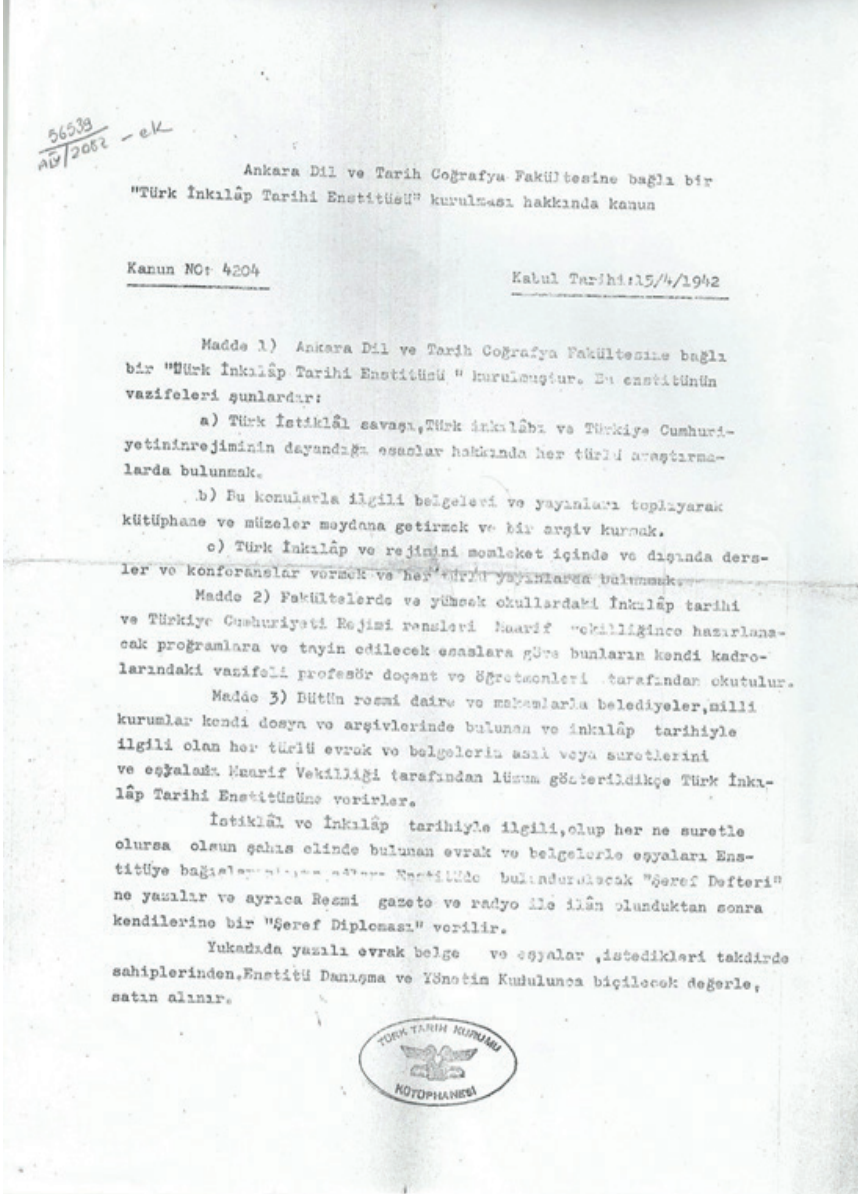 56539
AIV/2082 - ek
Ankara Dil ve Tarih Coğrafya Fakültesine bağlı bir
"Türk İnkılâp Tarihi Enstitüsü" kurulması hakkında kanun
Kanun NO: 4204
Kabul Tarihi:15/4/1942
Madde 1) Ankara Dil ve Tarih Coğrafya Fakültesine bağlı
bir "Türk İnkılâp Tarihi Enstitüsü " kurulmuştur. Bu enstitünün
vazifeleri şunlardır:
a) Türk İstiklâl savaşı,Türk inkılâbı ve Türkiye Cumhuri-
yetininrejiminin dayandığı esaslar hakkında her türlü araştırma-
larda bulunmak.
b) Bu konularla ilgili belgeleri ve yayınları toplıyarak
kütüphane ve müzeler meydana getirmek ve bir arşiv kurmak.
c) Türk İnkılâp ve rejimini memleket içinde ve dışında ders-
ler ve konferanslar vermek ve her türlü yayınlarda bulunmak.
Madde 2) Fakültelerde ve yüksek okullardaki İnkılâp tarihi
ve Türkiye Cumhuriyeti Rejimi Maarif ekilliğince hazırlana-
cak proğramlara ve tayin edilecek esaslara göre bunların kendi kadro-
larındaki vazifeli profesör doçent ve öğretmenleri tarafından okutulur.
Madde 3) Bütün resmi daire ve makamlarla belediyeler,milli
kurumlar kendi dosya ve arşivlerinde bulunan ve inkılâp tarihiyle
ilgili olan her türlü evrak ve belgelerin asıl veya suretlerini
ve eşyaların Maarif Vekilliği tarafından lüzum gösterildikçe Türk İnkı-
lâp Tarihi Enstitüsüne verirler.
İstiklâl ve İnkılâp tarihiyle ilgili,olup her ne suretle
olursa olsun şahıs elinde bulunan evrak ve belgelerle eşyaları Ens-
titüye Enstitüde bulundurulacak "Şeref Defteri"
ne yazılır ve ayrıca Resmi gazete ve radyo ile ilân olunduktan sonra
kendilerine bir "Şeref Diploması" verilir.
Yukarıda yazılı evrak belge ve eşyalar ,istedikleri takdirde
sahiplerinden,Enstitü Danışma ve Yönetim Kudulunca biçilecek değerle,
satın alınır.
TÜRK TARİH KURUMU
KÜTÜPHANESİ